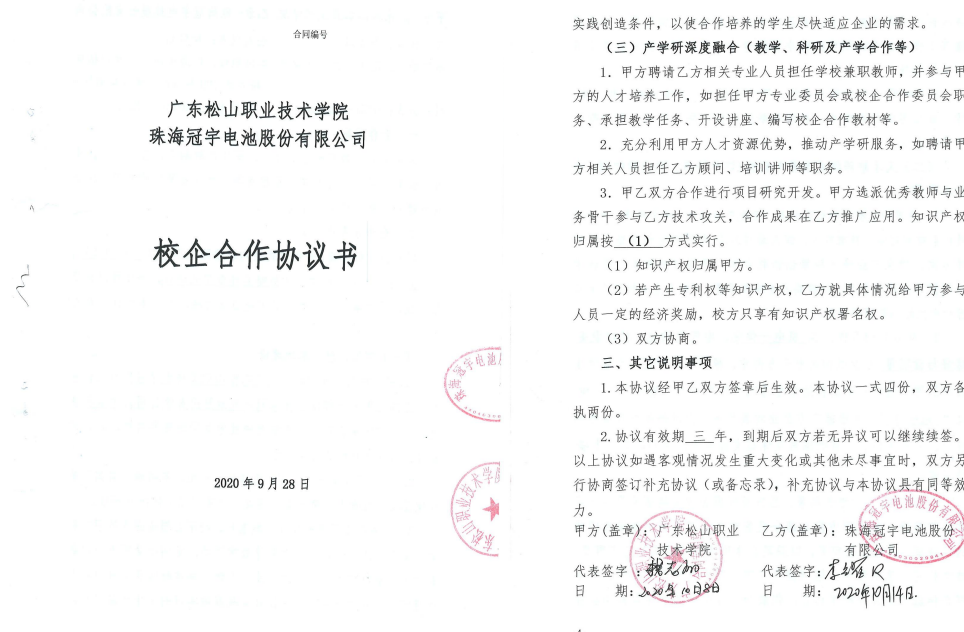 合同编号
广东松山职业技术学院
珠海冠宇电池股份有限公司
校企合作协议书
2020 年 9 月 28 日
实践创造条件，以使合作培养的学生尽快适应企业的需求。
（三）产学研深度融合（教学、科研及产学合作等）
1．甲方聘请乙方相关专业人员担任学校兼职教师，并参与甲
方的人才培养工作，如担任甲方专业委员会或校企合作委员会职
务、承担教学任务、开设讲座、编写校企合作教材等。
2．充分利用甲方人才资源优势，推动产学研服务，如聘请甲
方相关人员担任乙方顾问、培训讲师等职务。
3．甲乙双方合作进行项目研究开发。甲方选派优秀教师与业
务骨干参与乙方技术攻关，合作成果在乙方推广应用。知识产权
归属按 （1） 方式实行。
（1）知识产权归属甲方。
（2）若产生专利权等知识产权，乙方就具体情况给甲方参与
人员一定的经济奖励，校方只享有知识产权署名权。
（3）双方协商。
三、其它说明事项
1.本协议经甲乙双方签章后生效。本协议一式四份，双方各
执两份。
2.协议有效期 三 年，到期后双方若无异议可以继续续签。
以上协议如遇客观情况发生重大变化或其他未尽事宜时，双方另
行协商签订补充协议（或备忘录），补充协议与本协议具有同等效
力。
甲方(盖章)：广东松山职业
技术学院
代表签字：
日 期：2020年10月8日
乙方(盖章)：珠海冠宇电池股份
有限公司
代表签字：
日 期：2020年10月14日.
珠海冠宇电池
松山职业技术学